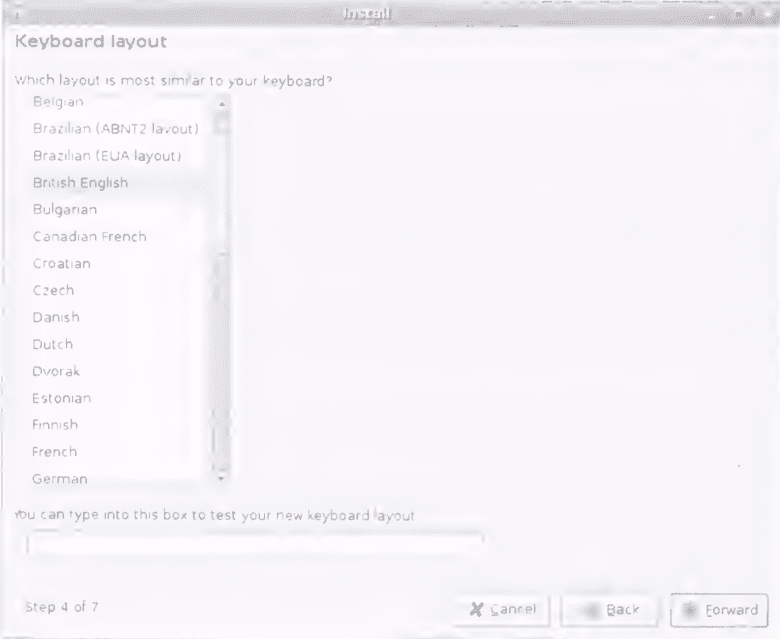 Install
Keyboard layout
Which layout is most similar to your keyboard?
Belgian
Brazilian (ABNT2 layout)
Brazilian (EUA layout)
British English
Bulgarian
Canadian French
Croatian
Czech
Danish
Dutch
Dvorak
Estonian
Finnish
French
German
You can type into this box to test your new keyboard layout
Step 4 of 7
Cancel
Back
Forward